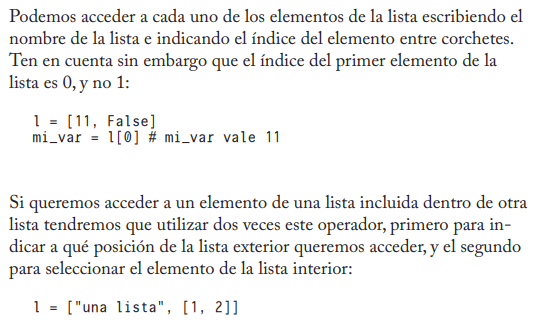 Podemos acceder a cada uno de los elementos de la lista escribiendo el
nombre de la lista e indicando el índice del elemento entre corchetes.
Ten en cuenta sin embargo que el índice del primer elemento de la
lista es 0, y no 1:
l = [11, False]
mi_var = l[0] # mi_var vale 11
Si queremos acceder a un elemento de una lista incluida dentro de otra
lista tendremos que utilizar dos veces este operador, primero para in-
dicar a qué posición de la lista exterior queremos acceder, y el segundo
para seleccionar el elemento de la lista interior:
l = ["una lista", [1, 2]]